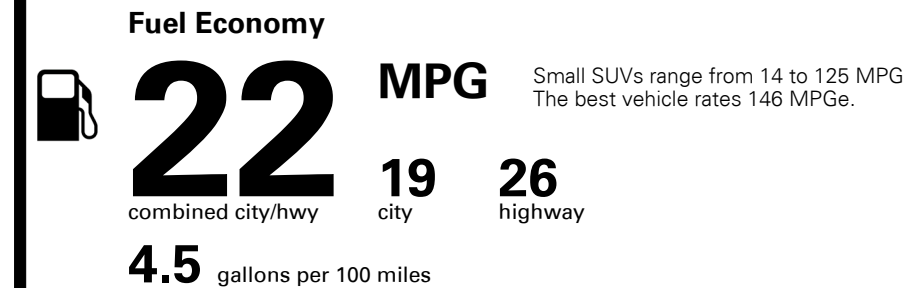 Fuel Economy
22 MPG
Small SUVs range from 14 to 125 MPG
The best vehicle rates 146 MPGe.
19 26
combined city/hwy city highway
4.5 gallons per 100 miles